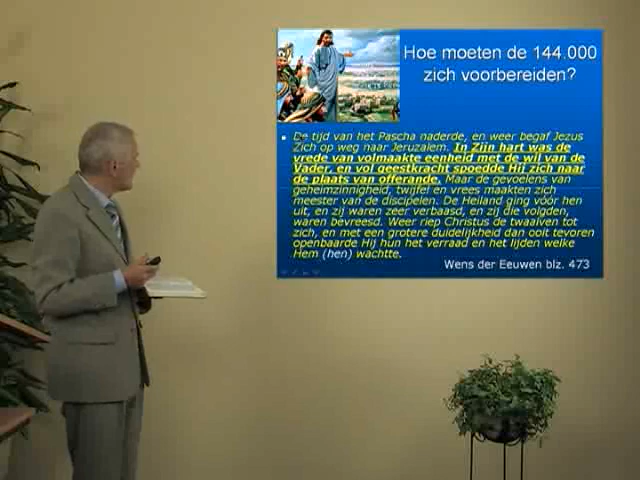 Hoe moeten de 144.000
zich voorbereiden?
De tijd van het Pascha naderde, en weer begaf Jezus
Zich op weg naar Jeruzalem. In Zijn hart was de
vrede van volmaakte eenheid met de wil van de
Vader, en vol geestkracht spoedde Hij zich naar
de plaats van offerande. Maar de gevoelens van
geheimzinnigheid, twijfel en vrees maakten zich
meester van de discipelen. De Heiland ging vóór hen
uit, en zij waren zeer verbaasd, en zij die volgden,
waren bevreesd. Weer riep Christus de twaalven tot
zich, en met een grotere duidelijkheid dan ooit tevoren
openbaarde Hij hun het verraad en het lijden welke
Hem (hen) wachtte.
Wens der Eeuwen blz. 473